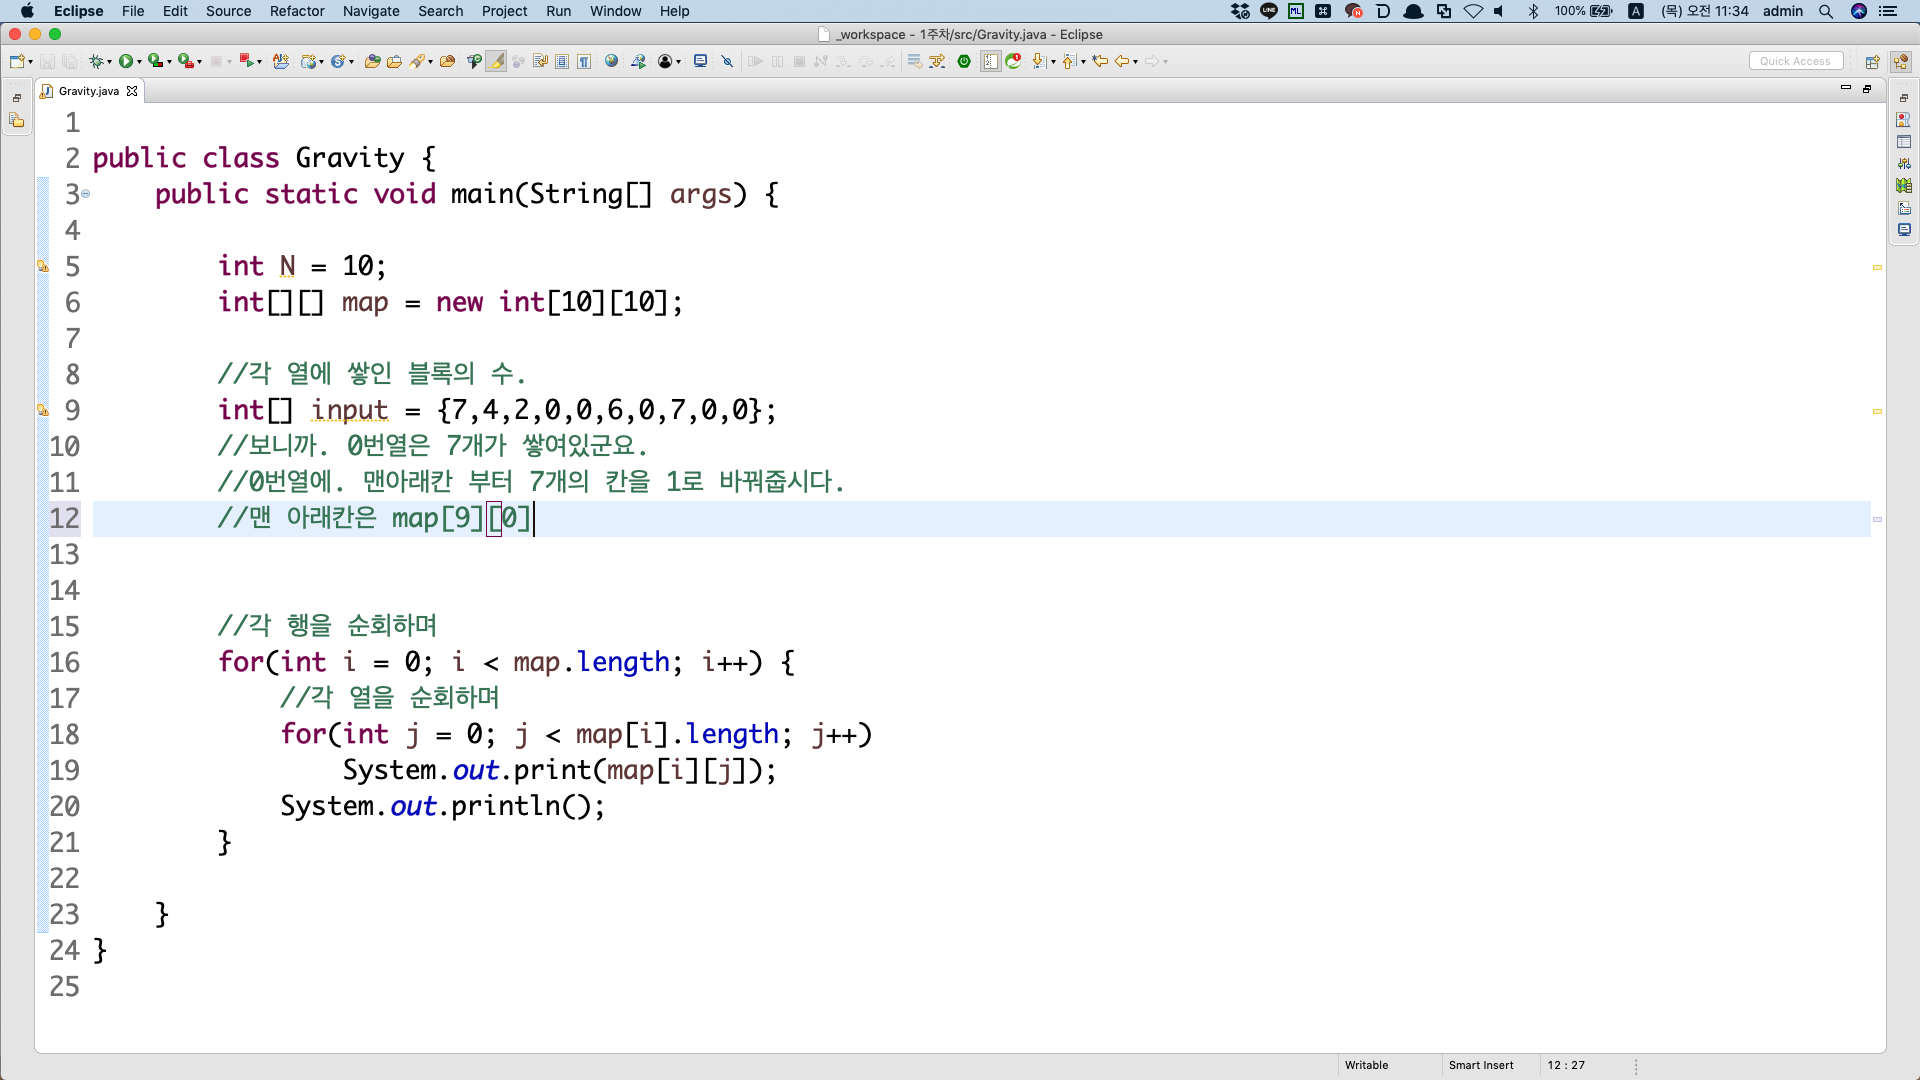 Eclipse File Edit Source Refactor Navigate Search Project Run Window Help 100% A (목) 오전 11:34 admin
_workspace - 1주차/src/Gravity.java - Eclipse
Quick Access
Gravity.java
1
2 public class Gravity {
3 public static void main(String[] args) {
4
5 int N = 10;
6 int[][] map = new int[10][10];
7
8 //각 열에 쌓인 블록의 수.
9 int[] input = {7,4,2,0,0,6,0,7,0,0};
10 //보니까. 0번열은 7개가 쌓여있군요.
11 //0번열에. 맨아래칸 부터 7개의 칸을 1로 바꿔줍시다.
12 //맨 아래칸은 map[9][0]
13
14
15 //각 행을 순회하며
16 for(int i = 0; i < map.length; i++) {
17 //각 열을 순회하며
18 for(int j = 0; j < map[i].length; j++)
19 System.out.print(map[i][j]);
20 System.out.println();
21 }
22
23 }
24 }
25
Writable Smart Insert 12 : 27